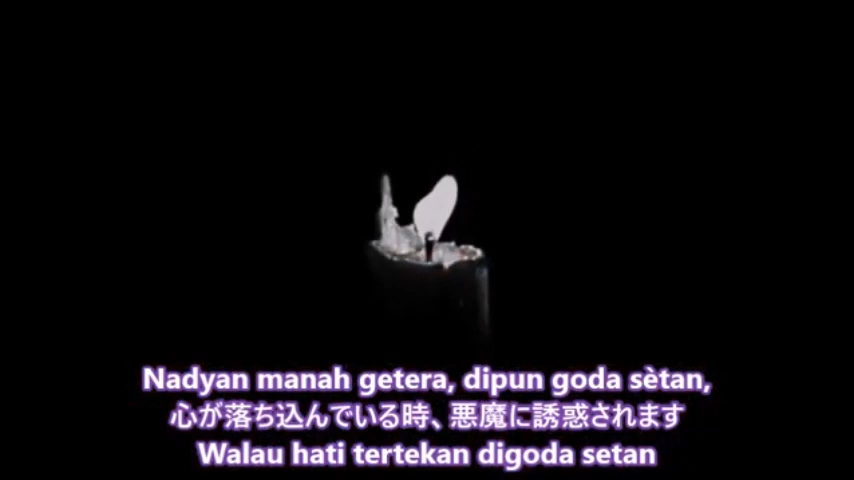 Nadyan manah getera, dipun goda sètan,
心が落ち込んでいる時、悪魔に誘惑されます
Walau hati tertekan digoda setan